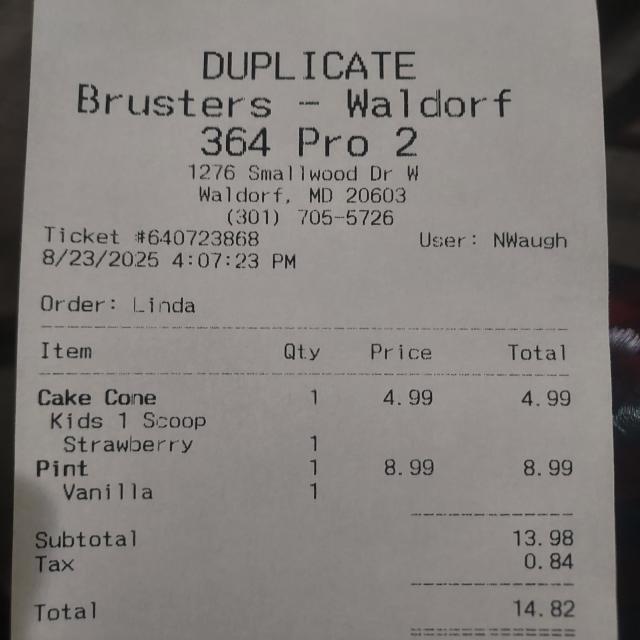 DUPLICATE
Brusters - Waldorf
364 Pro 2
1276 Smallwood Dr W
Waldorf, MD 20603
(301) 705-5726
Ticket #640723868 User: NWaugh
8/23/2025 4:07:23 PM
Order: Linda
Item Qty Price Total
Cake Cone 1 4.99 4.99
Kids 1 Scoop
Strawberry 1
Pint 1 8.99 8.99
Vanilla 1
Subtotal 13.98
Tax 0.84
Total 14.82